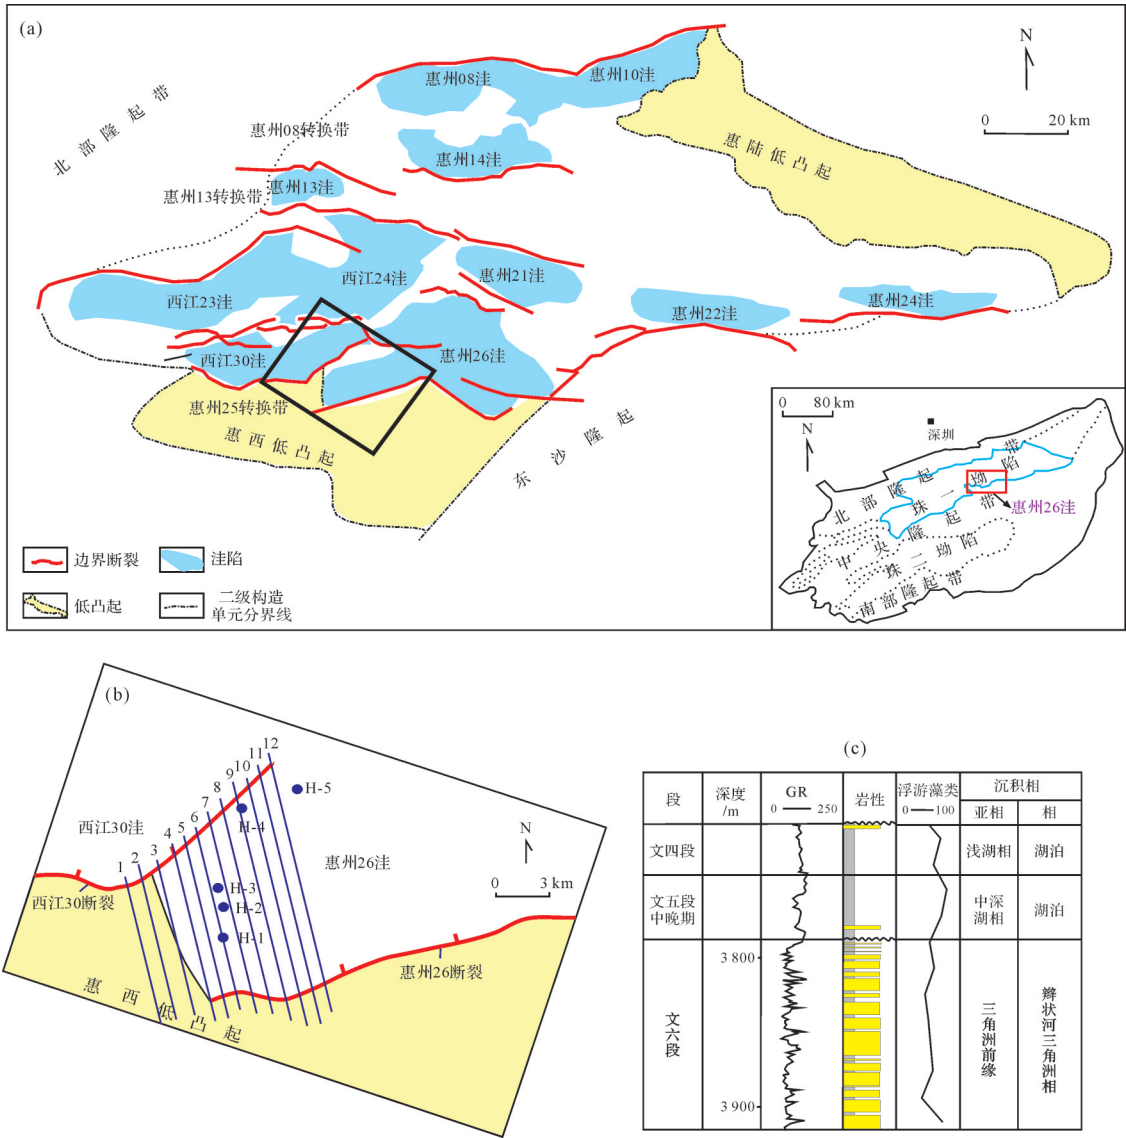 (a)
N
0 20 km
北部隆起带
惠州08洼
惠州10洼
惠州08转换带
惠州14洼
惠陆低凸起
惠州13洼
惠州13转换带
西江24洼
惠州21洼
西江23洼
惠州22洼
惠州24洼
西江30洼
惠州26洼
惠州25转换带
惠西低凸起
东沙隆起
边界断裂
洼陷
低凸起
二级构造
单元分界线
0 80 km
N
深圳
北部隆起带
珠一坳陷
惠州26洼
中央隆起带
珠二坳陷
南部隆起带
(b)
1 2 3 4 5 6 7 8 9 10 11 12
H-5
H-4
西江30洼
惠州26洼
N
0 3 km
H-3
H-2
H-1
西江30断裂
惠州26断裂
惠西低凸起
(c)
段 深度 /m GR 0 250 岩性 浮游藻类 0 100 沉积相
亚相 相
文四段 浅湖相 湖泊
文五段 中晚期 中深湖相 湖泊
3 800
文六段 三角洲前缘 辫状河三角洲相
3 900